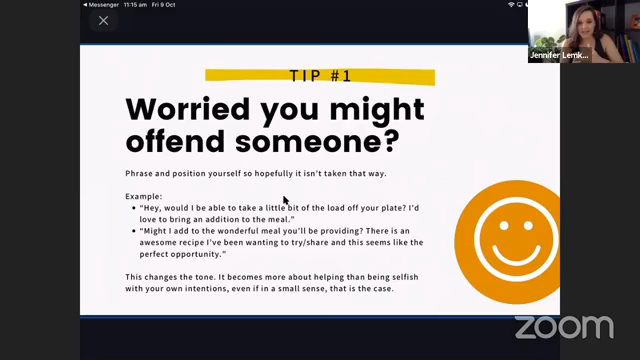 Messenger 11:15 am Fri 9 Oct
TIP #1
Worried you might
offend someone?
Phrase and position yourself so hopefully it isn't taken that way.
Example:
• "Hey, would I be able to take a little bit of the load off your plate? I'd
love to bring an addition to the meal."
• "Might I add to the wonderful meal you'll be providing? There is an
awesome recipe I've been wanting to try/share and this seems like the
perfect opportunity."
This changes the tone. It becomes more about helping than being selfish
with your own intentions, even if in a small sense, that is the case.
Jennifer Lemk...
zoom